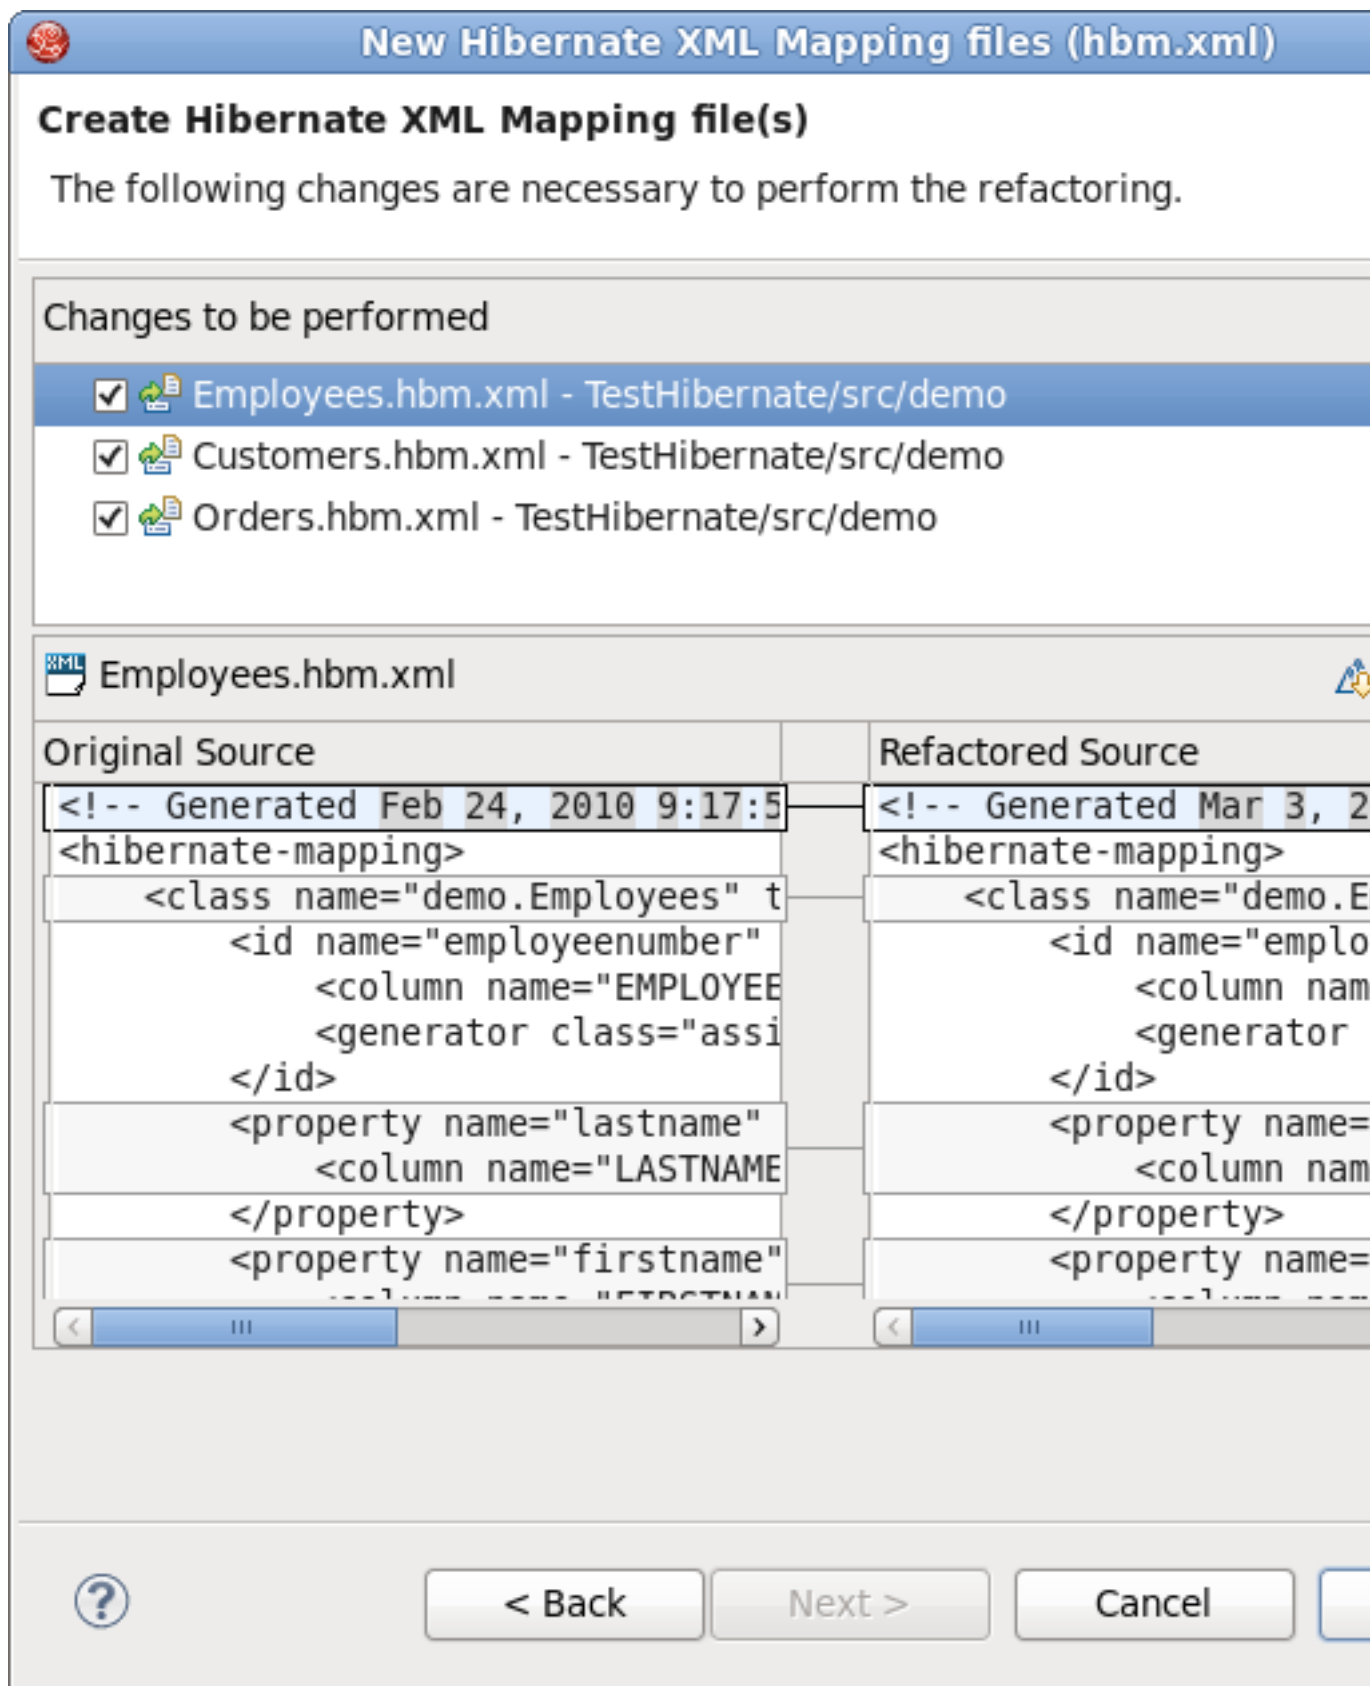 New Hibernate XML Mapping files (hbm.xml)
Create Hibernate XML Mapping file(s)
The following changes are necessary to perform the refactoring.
Changes to be performed
Employees.hbm.xml - TestHibernate/src/demo
Customers.hbm.xml - TestHibernate/src/demo
Orders.hbm.xml - TestHibernate/src/demo
XML Employees.hbm.xml
Original Source
<!-- Generated Feb 24, 2010 9:17:5
<hibernate-mapping>
<class name="demo.Employees" t
<id name="employeenumber"
<column name="EMPLOYEE
<generator class="assi
</id>
<property name="lastname"
<column name="LASTNAME
</property>
<property name="firstname"
Refactored Source
<!-- Generated Mar 3, 2
<hibernate-mapping>
<class name="demo.E
<id name="emplo
<column nam
<generator
</id>
<property name=
<column nam
</property>
<property name=
? < Back Next > Cancel